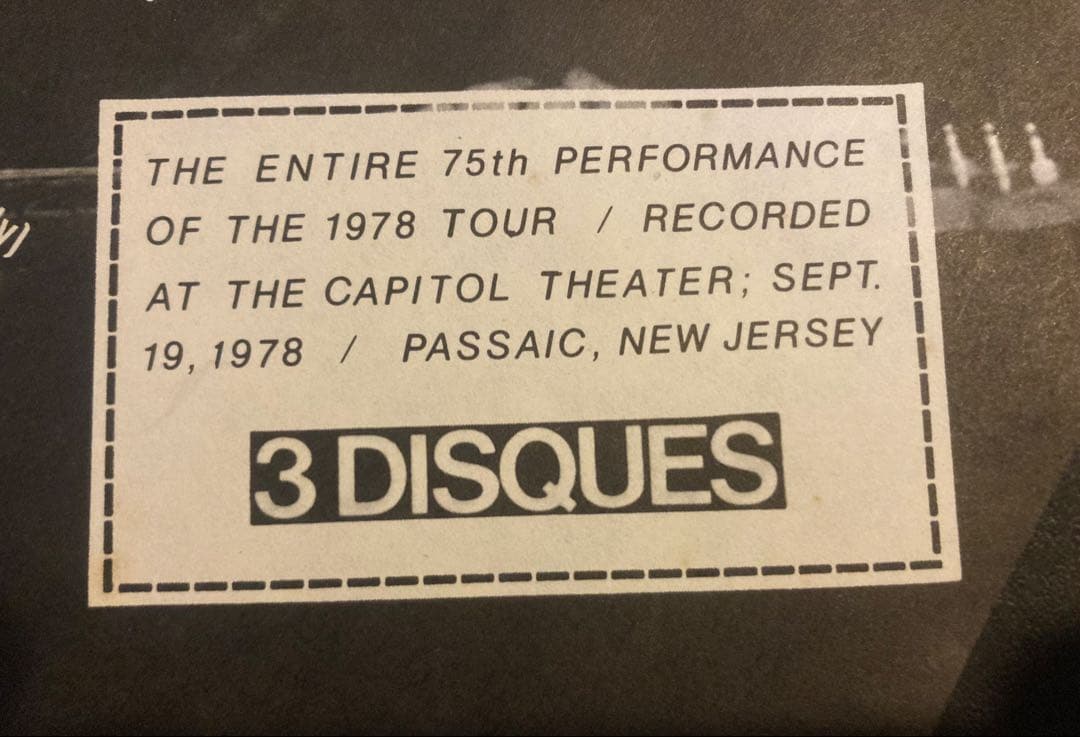 THE ENTIRE 75th PERFORMANCE
OF THE 1978 TOUR / RECORDED
AT THE CAPITOL THEATER; SEPT.
19, 1978 / PASSAIC, NEW JERSEY
3 DISQUES